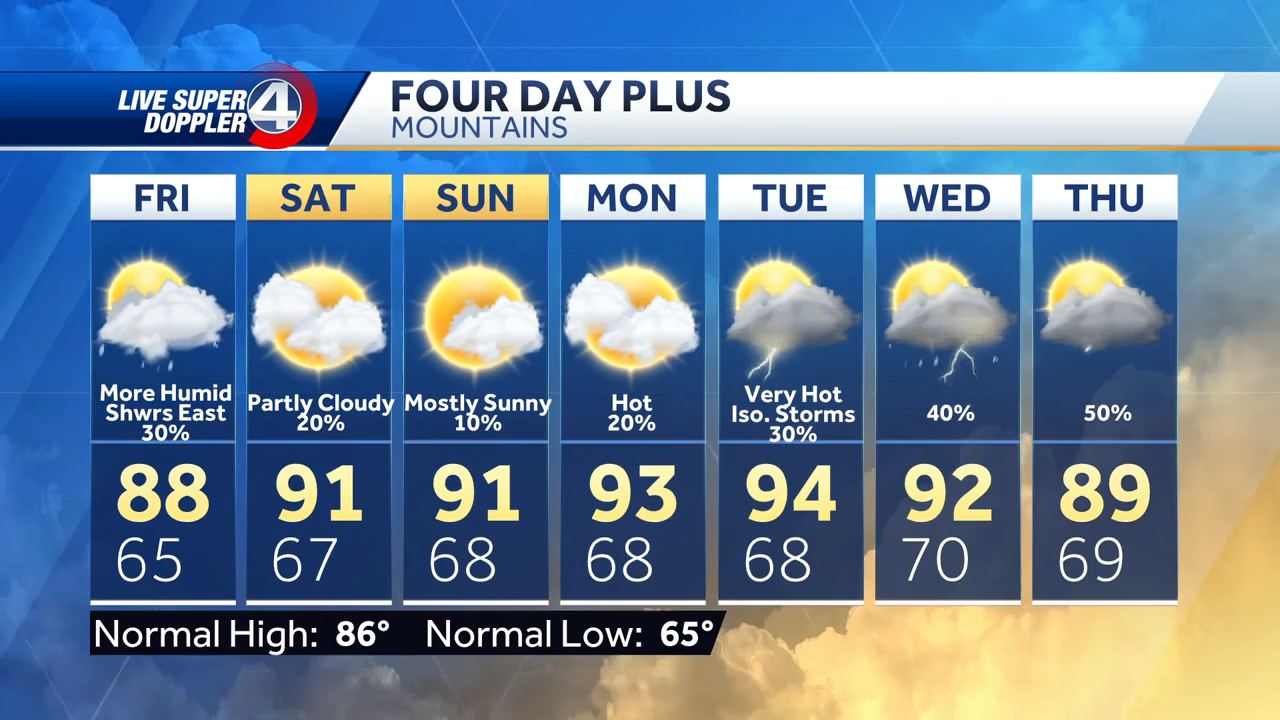 LIVE SUPER
DOPPLER
4
FOUR DAY PLUS
MOUNTAINS
FRI
More Humid
Shwrs East
30%
88
65
SAT
Partly Cloudy
20%
91
67
SUN
Mostly Sunny
10%
91
68
MON
Hot
20%
93
68
TUE
Very Hot
Iso. Storms
30%
94
68
WED
40%
92
70
THU
50%
89
69
Normal High: 86° Normal Low: 65°